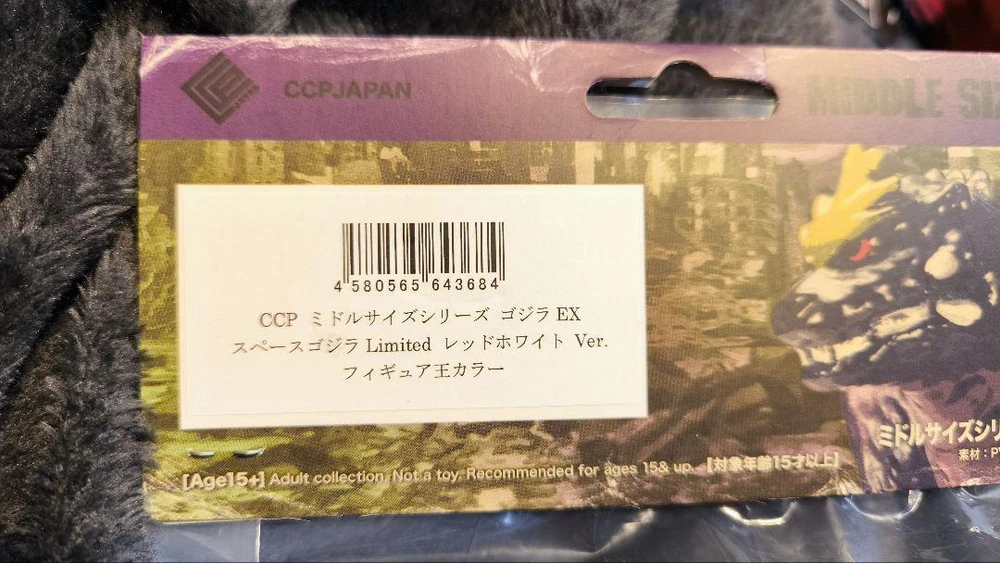 CCPJAPAN
MIDDLE SI
4 580565 643684
CCP ミドルサイズシリーズ ゴジラ EX
スペースゴジラ Limited レッドホワイト Ver.
フィギュア王カラー
[Age15+] Adult collection. Not a toy. Recommended for ages 15& up. 【対象年齢15才以上】
ミドルサイズシリ
素材：P